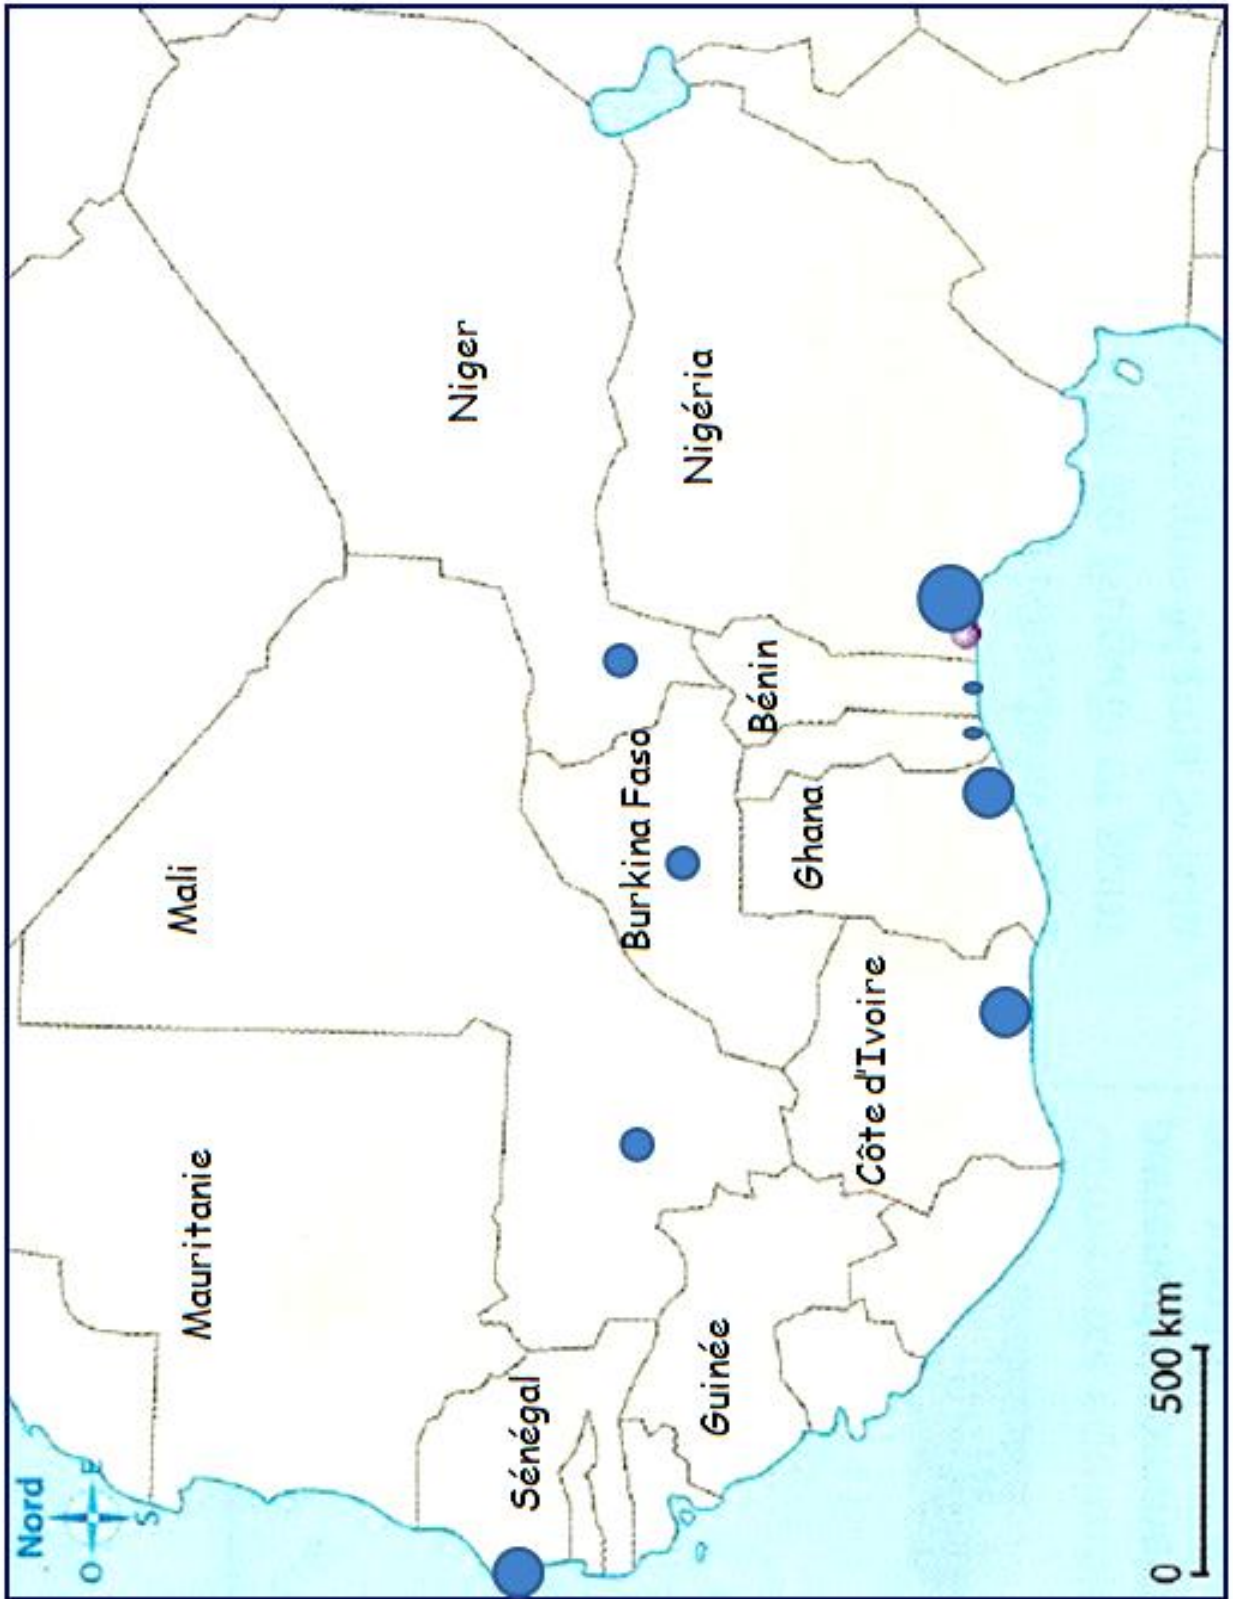 Nord
O
E
S
Mauritanie
Mali
Niger
Sénégal
Burkina Faso
Nigéria
Guinée
Bénin
Ghana
Côte d'Ivoire
0 500 km